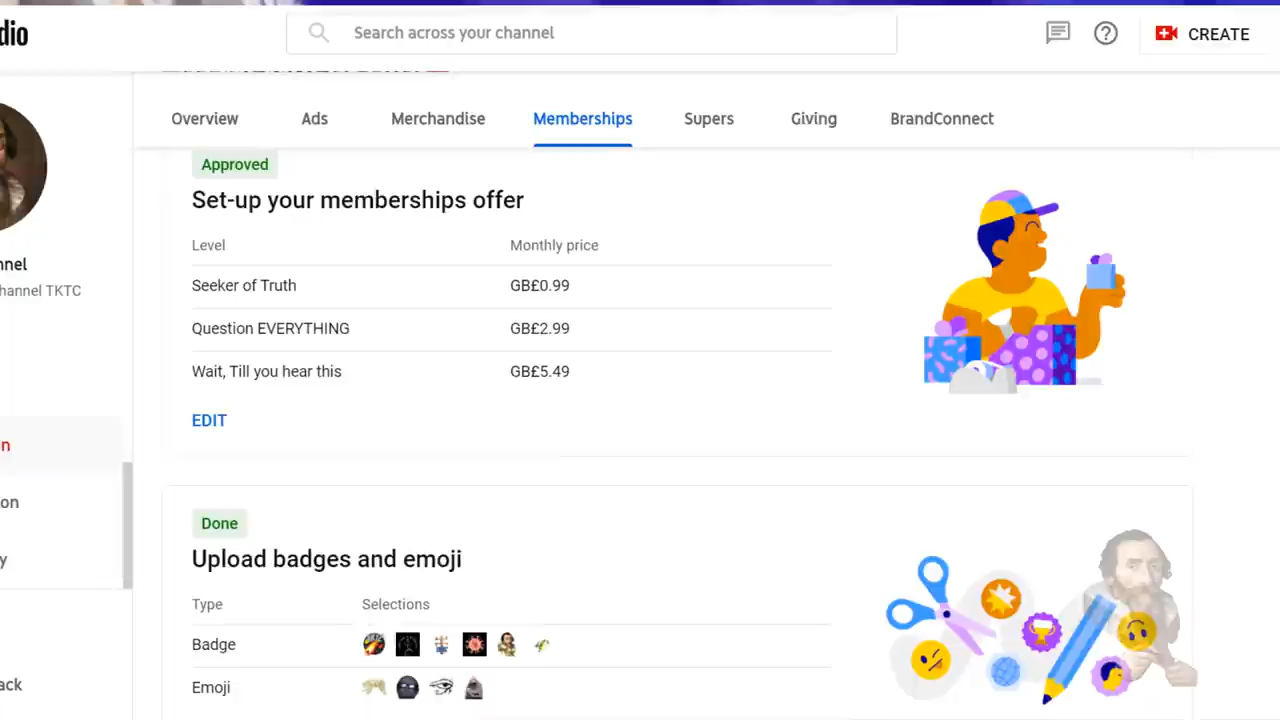 dio
Search across your channel
CREATE
Overview Ads Merchandise Memberships Supers Giving BrandConnect
Approved
Set-up your memberships offer
Level Monthly price
Seeker of Truth GB£0.99
Question EVERYTHING GB£2.99
Wait, Till you hear this GB£5.49
EDIT
nnel
hannel TKTC
n
on
y
ack
Done
Upload badges and emoji
Type Selections
Badge
Emoji